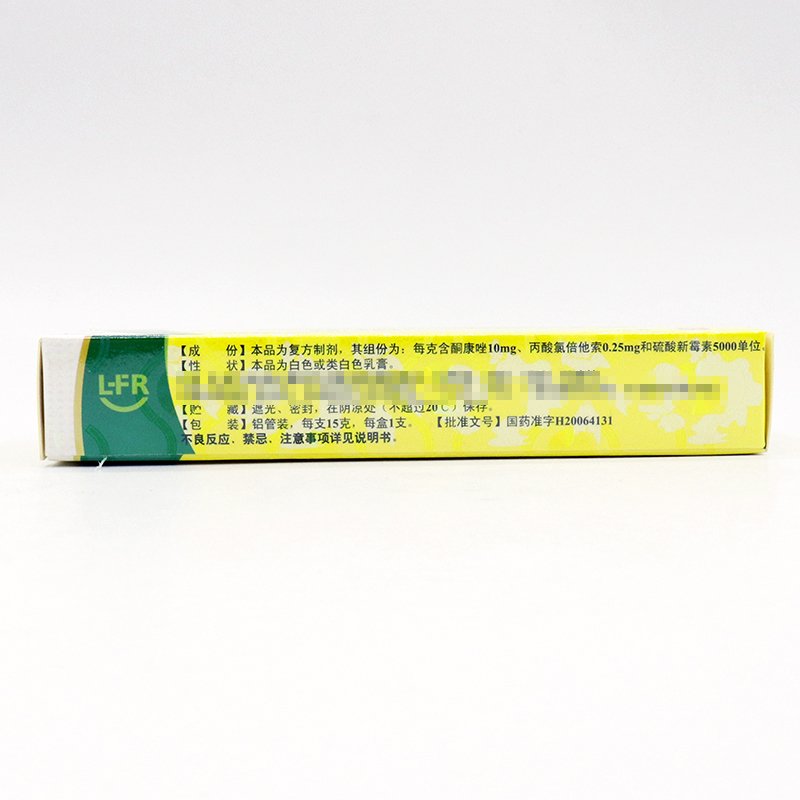 L-FR
【成 份】本品为复方制剂，其组份为：每克含酮康唑10mg、丙酸氯倍他索0.25mg和硫酸新霉素5000单位。
【性 状】本品为白色或类白色乳膏。
【贮 藏】遮光、密封，在阴凉处（不超过20℃）保存。
【包 装】铝管装，每支15克，每盒1支。 【批准文号】国药准字H20064131
不良反应、禁忌、注意事项详见说明书。